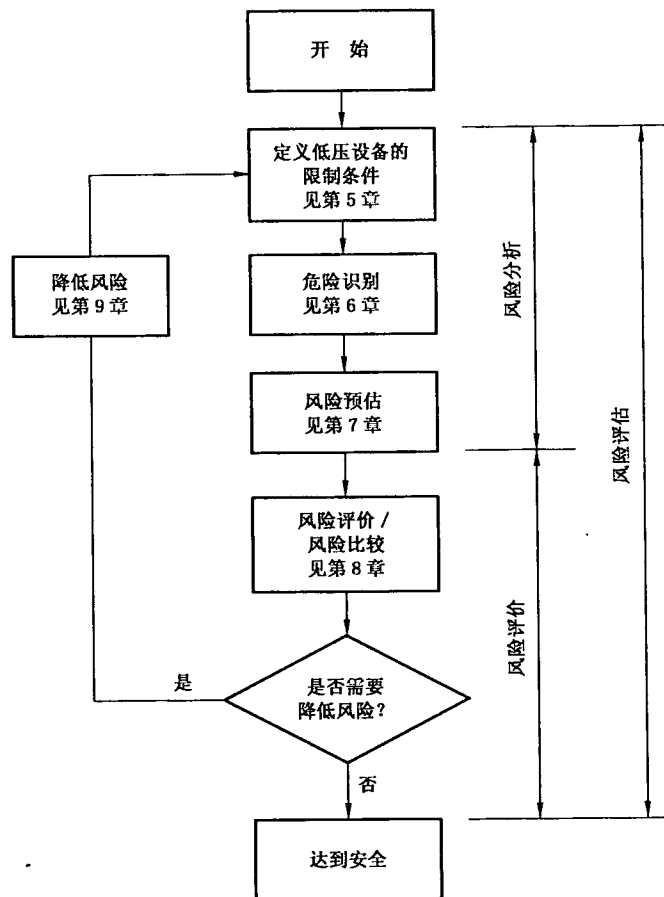 开 始
定义低压设备的
限制条件
见第5章
降低风险
见第9章
危险识别
见第6章
风险预估
见第7章
风险评价/
风险比较
见第8章
是否需要
降低风险?
是
否
达到安全
风险分析
风险评价
风险评估